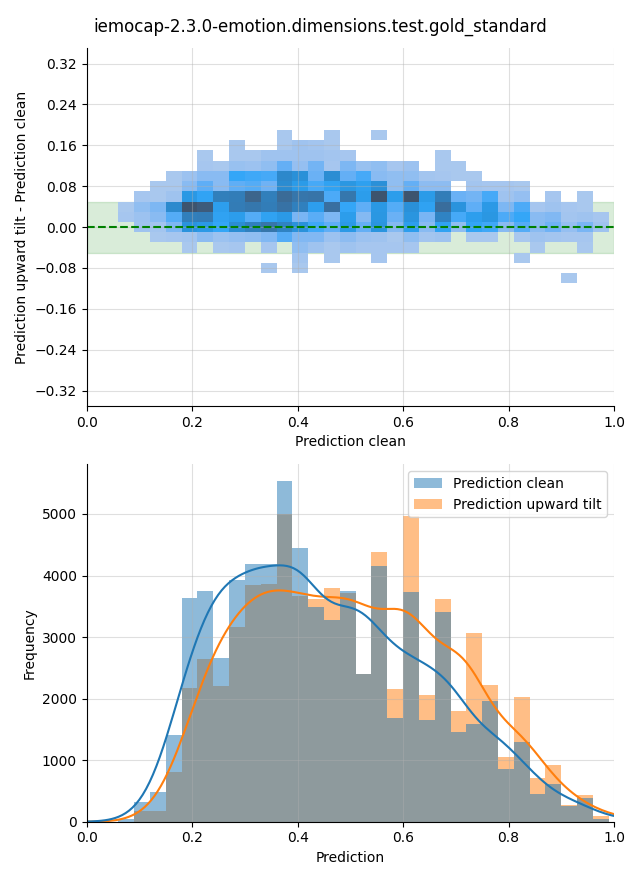 iemocap-2.3.0-emotion.dimensions.test.gold_standard
Prediction upward tilt - Prediction clean
0.32
0.24
0.16
0.08
0.00
−0.08
−0.16
−0.24
−0.32
0.0 0.2 0.4 0.6 0.8 1.0
Prediction clean
Prediction clean
Prediction upward tilt
Frequency
5000
4000
3000
2000
1000
0
0.0 0.2 0.4 0.6 0.8 1.0
Prediction